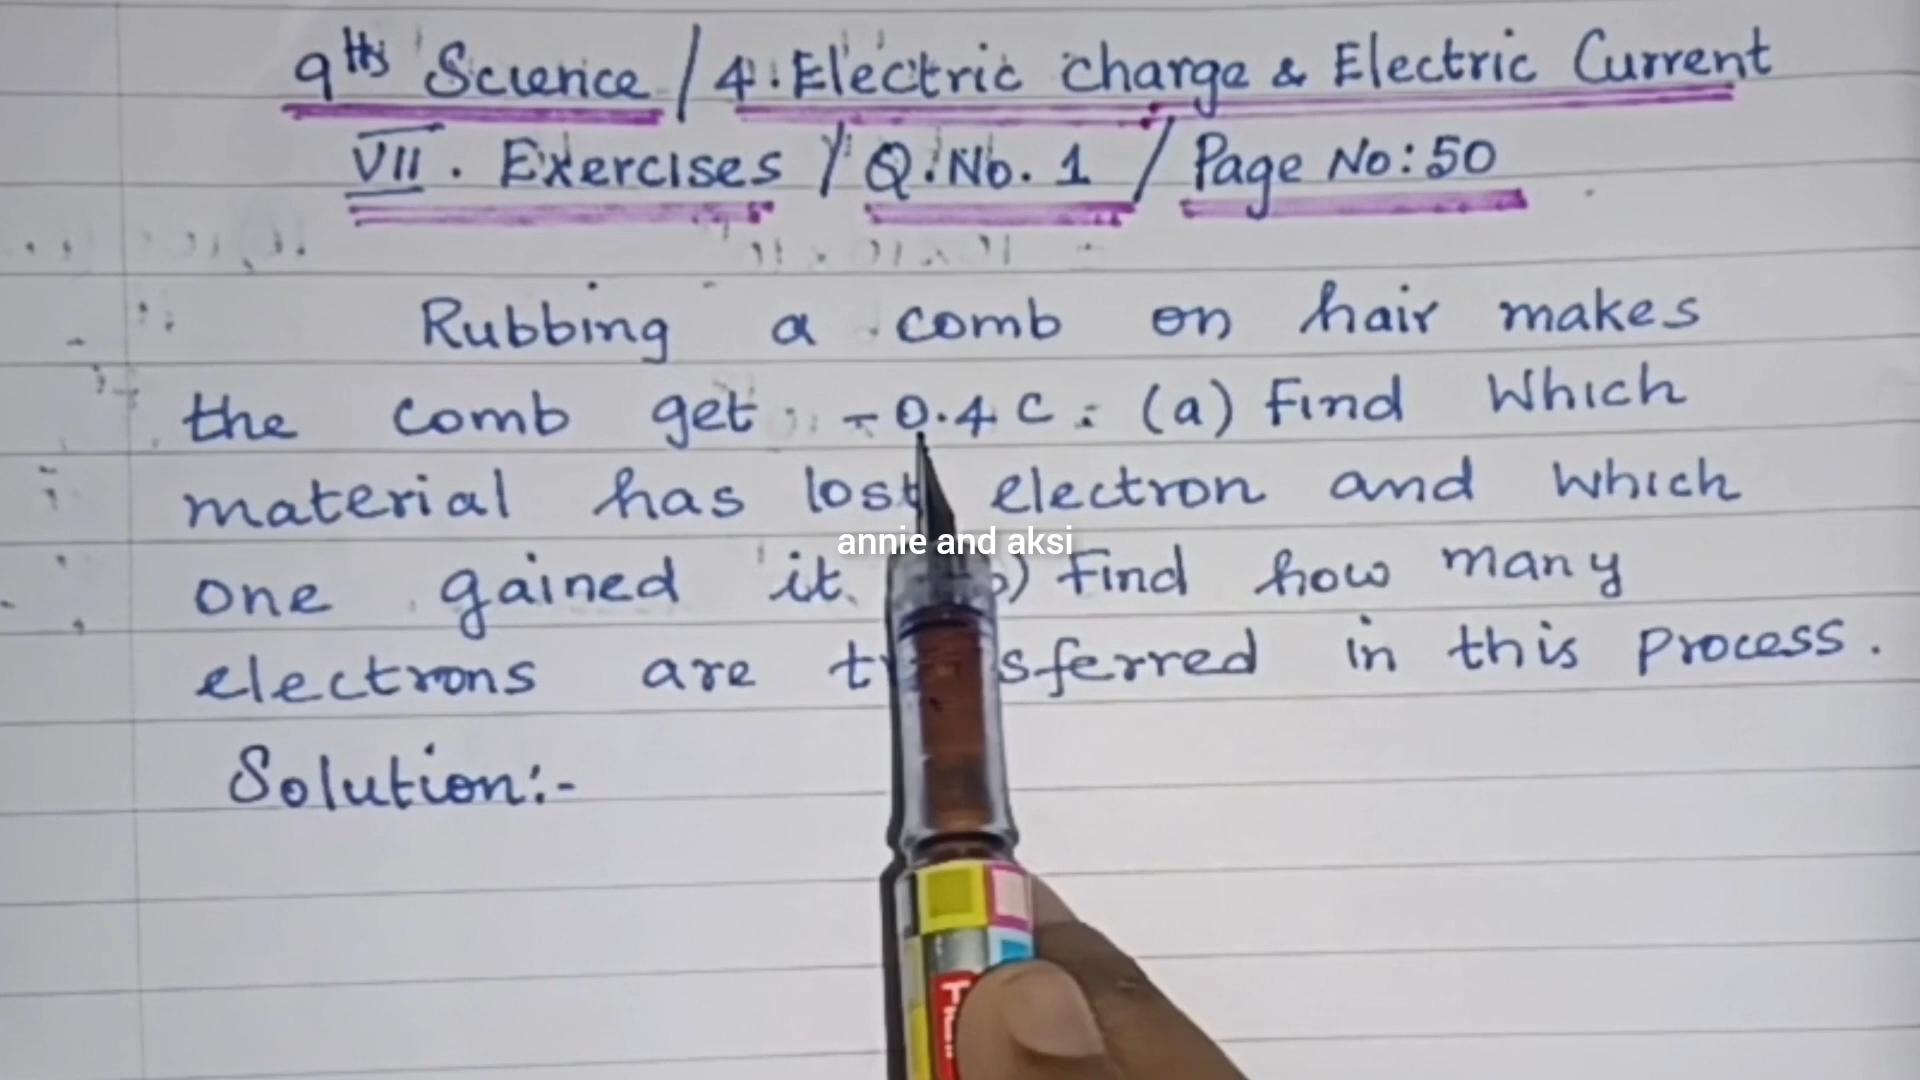 9th Science / 4. Electric charge & Electric Current
VII. Exercises / Q.No. 1 / Page No:50
Rubbing a comb on hair makes
the comb get -0.4 C. (a) Find Which
material has lost electron and which
annie and aksi
one gained it. Find how many
electrons are in this process.
Solution:-